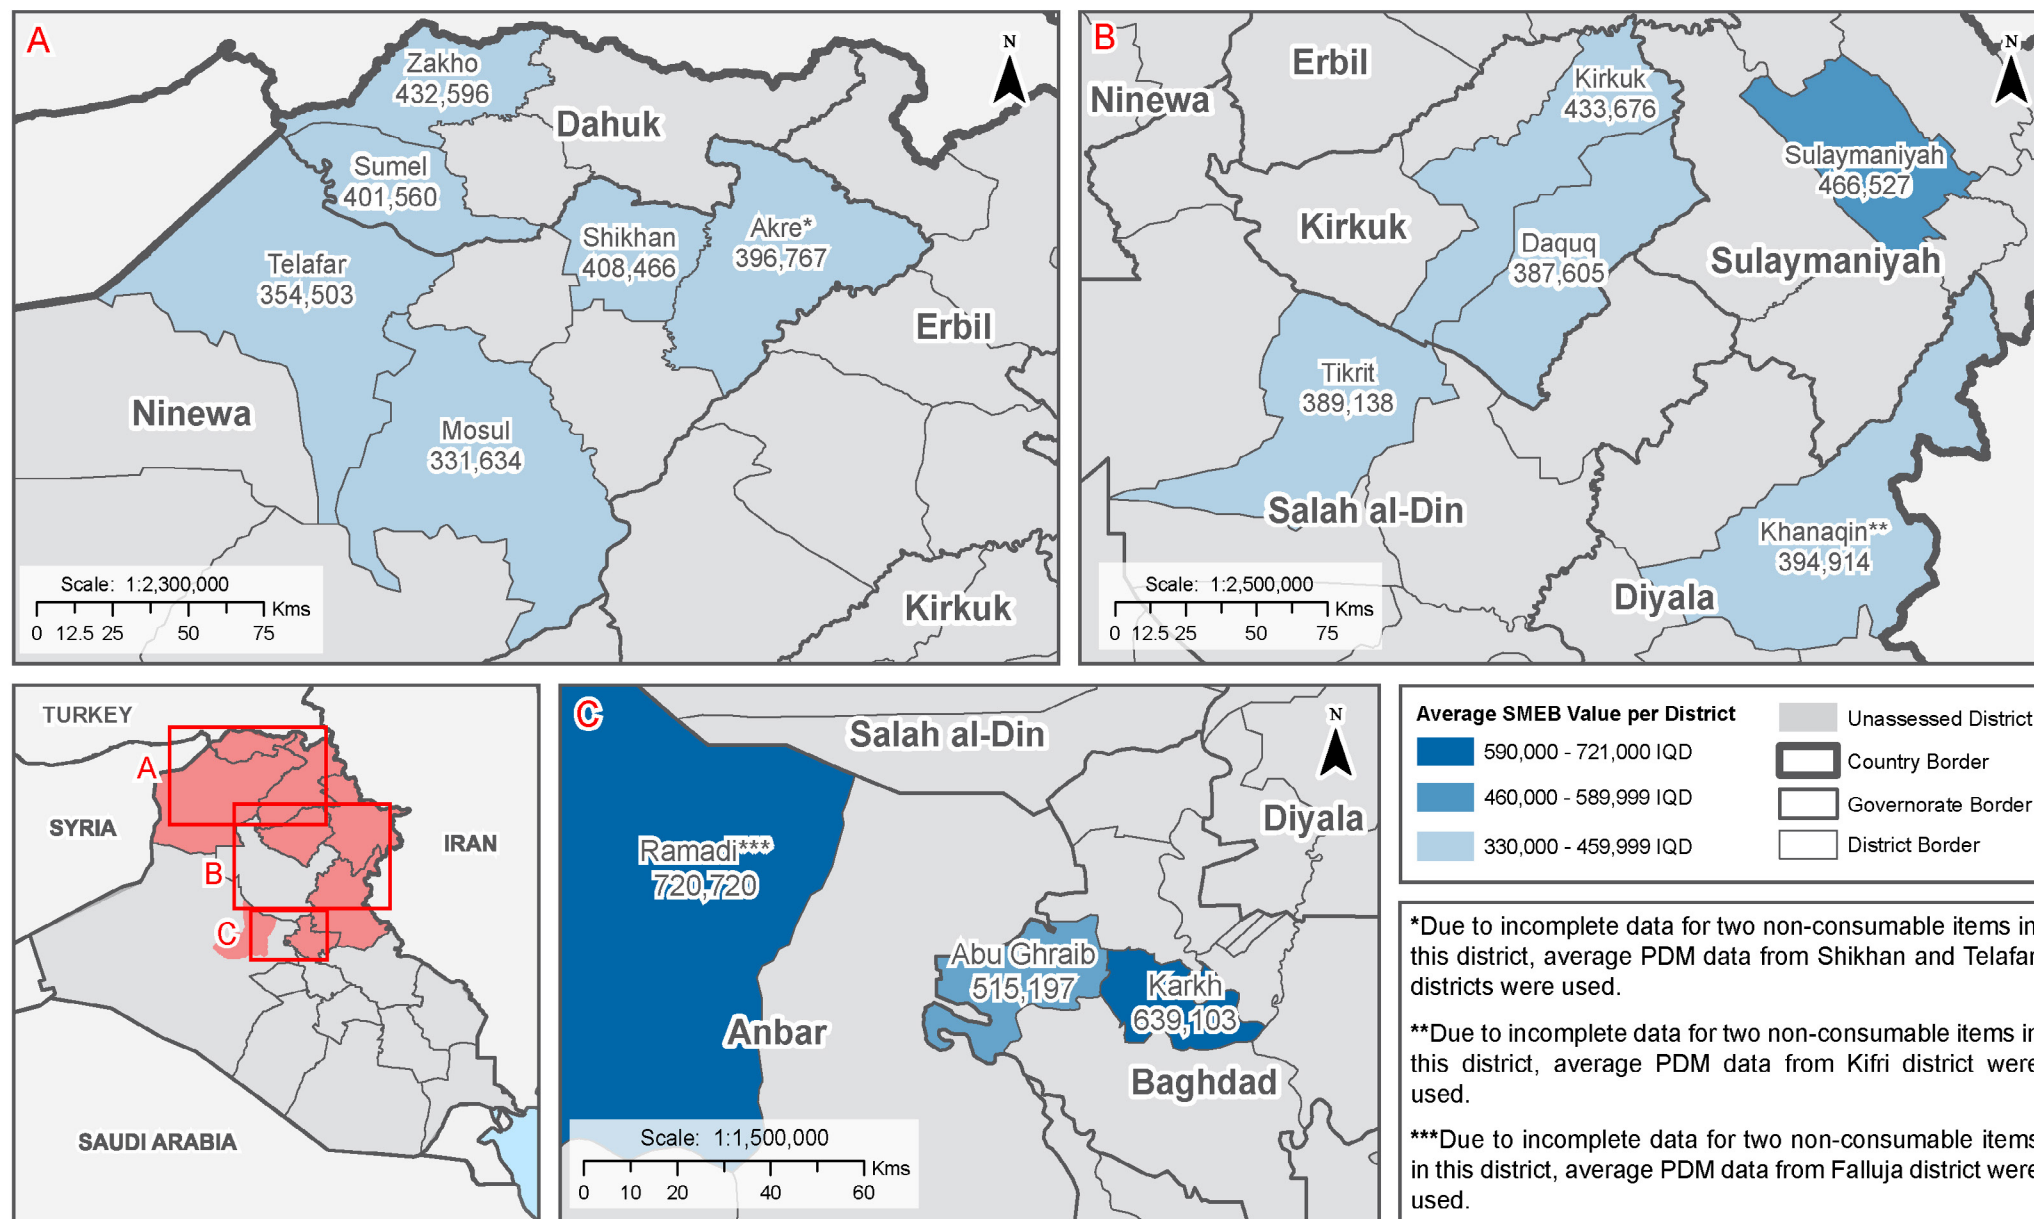 A
N
Zakho
432,596
Dahuk
Sumel
401,560
Shikhan
408,466
Akre*
396,767
Telafar
354,503
Erbil
Ninewa
Mosul
331,634
Kirkuk
Scale: 1:2,300,000
Kms
0 12.5 25 50 75
B
N
Erbil
Ninewa
Kirkuk
433,676
Sulaymaniyah
466,527
Kirkuk
Daquq
387,605
Sulaymaniyah
Tikrit
389,138
Salah al-Din
Khanaqin**
394,914
Diyala
Scale: 1:2,500,000
Kms
0 12.5 25 50 75
TURKEY
A
SYRIA
IRAN
B
C
SAUDI ARABIA
C
N
Salah al-Din
Diyala
Ramadi***
720,720
Abu Ghraib
515,197
Karkh
639,103
Anbar
Baghdad
Scale: 1:1,500,000
Kms
0 10 20 40 60
Average SMEB Value per District
590,000 - 721,000 IQD
460,000 - 589,999 IQD
330,000 - 459,999 IQD
Unassessed District
Country Border
Governorate Border
District Border
*Due to incomplete data for two non-consumable items in
this district, average PDM data from Shikhan and Telafar
districts were used.
**Due to incomplete data for two non-consumable items in
this district, average PDM data from Kifri district were
used.
***Due to incomplete data for two non-consumable items
in this district, average PDM data from Falluja district were
used.